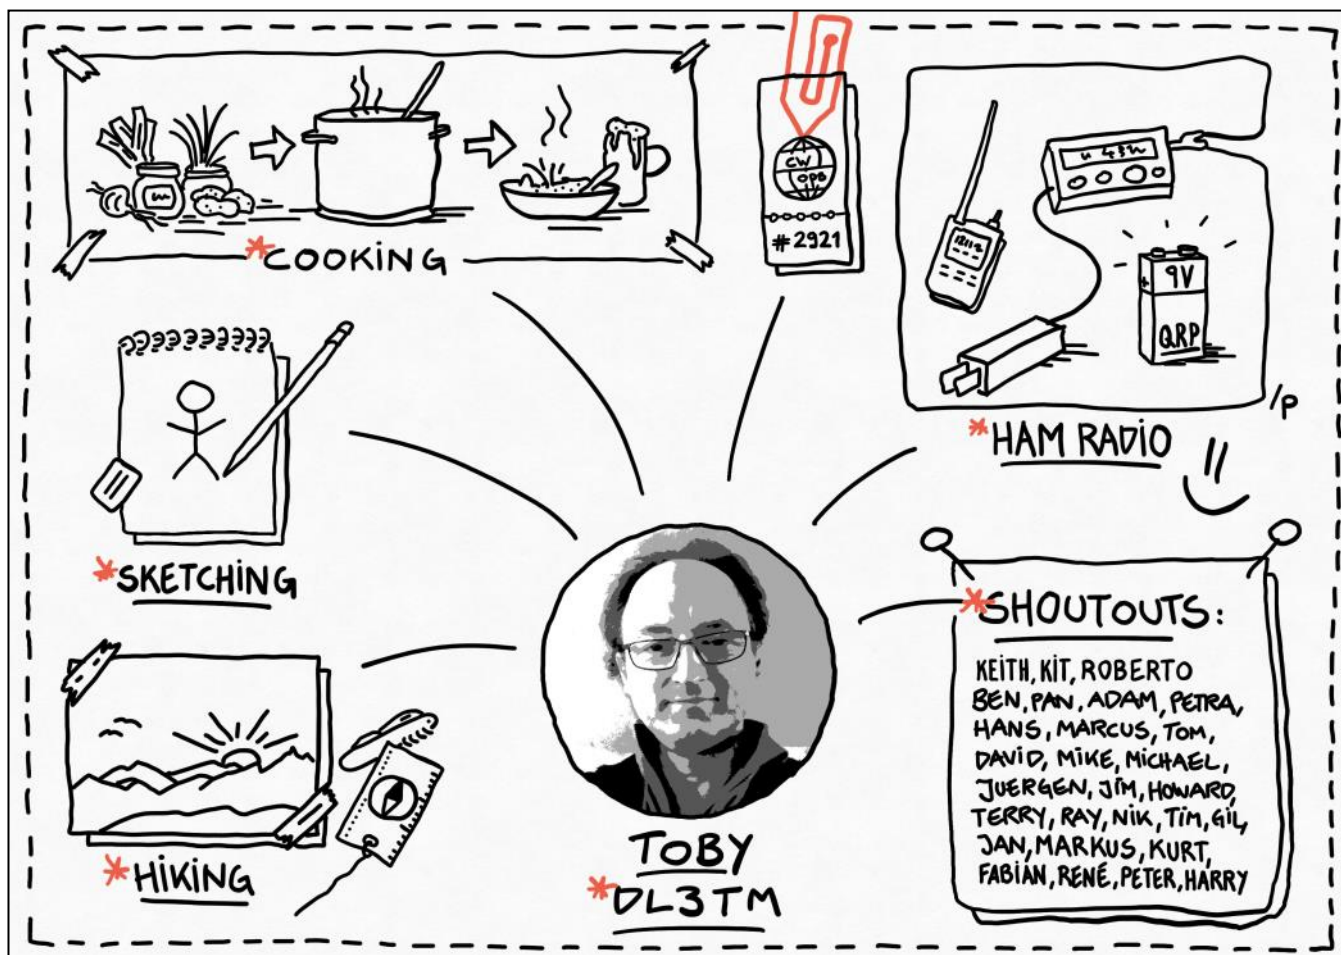 COOKING
CW
OPS
#2921
9V
QRP
/P
HAM RADIO
SKETCHING
SHOUTOUTS:
KEITH, KIT, ROBERTO
BEN, PAN, ADAM, PETRA,
HANS, MARCUS, TOM,
DAVID, MIKE, MICHAEL,
JUERGEN, JIM, HOWARD,
TERRY, RAY, NIK, TIM, GIL,
JAN, MARKUS, KURT,
FABIAN, RENÉ, PETER, HARRY
HIKING
TOBY
DL3TM